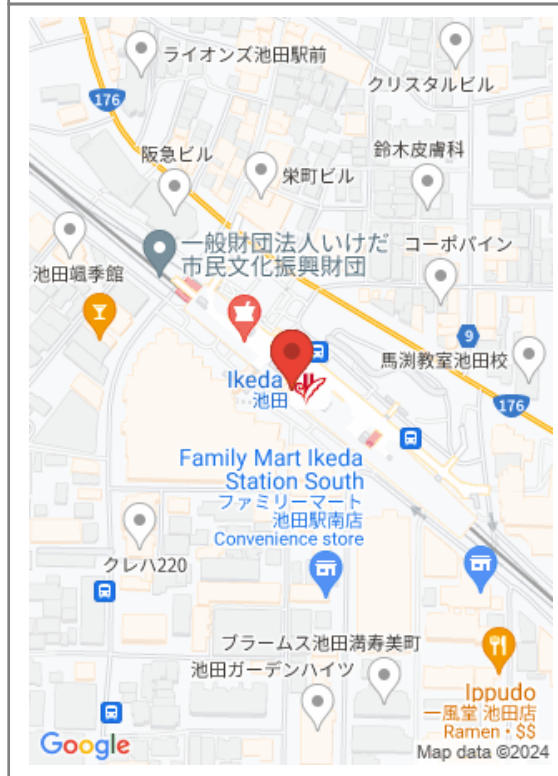 ライオンズ池田駅前
クリスタルビル
176
阪急ビル
栄町ビル
鈴木皮膚科
一般財団法人いけだ
市民文化振興財団
コーポパイン
池田颯季館
9
馬渕教室池田校
Ikeda
池田
176
Family Mart Ikeda
Station South
ファミリーマート
池田駅南店
Convenience store
クレハ220
ブラームス池田満寿美町
池田ガーデンハイツ
Ippudo
一風堂 池田店
Ramen・$$
Google
Map data ©2024